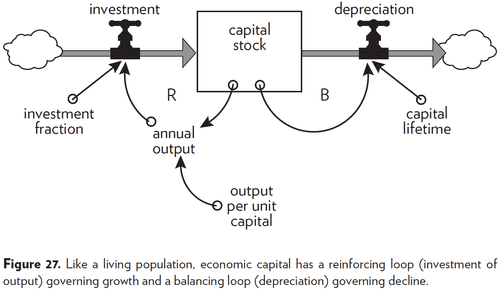 investment
depreciation
capital
stock
R
B
investment
fraction
annual
output
capital
lifetime
output
per unit
capital
Figure 27. Like a living population, economic capital has a reinforcing loop (investment of
output) governing growth and a balancing loop (depreciation) governing decline.